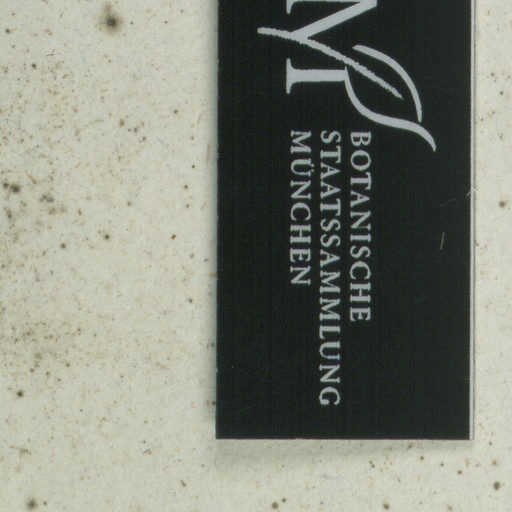 M
BOTANISCHE
STAATSSAMMLUNG
MÜNCHEN